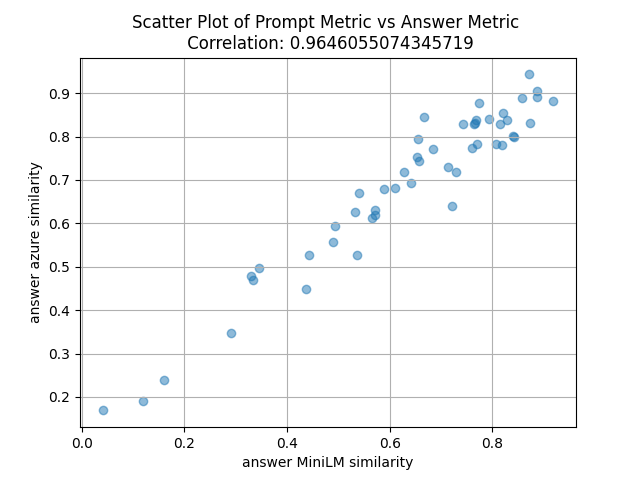 Scatter Plot of Prompt Metric vs Answer Metric
Correlation: 0.9646055074345719
0.9
0.8
0.7
0.6
0.5
0.4
0.3
0.2
answer azure similarity
0.0 0.2 0.4 0.6 0.8
answer MiniLM similarity